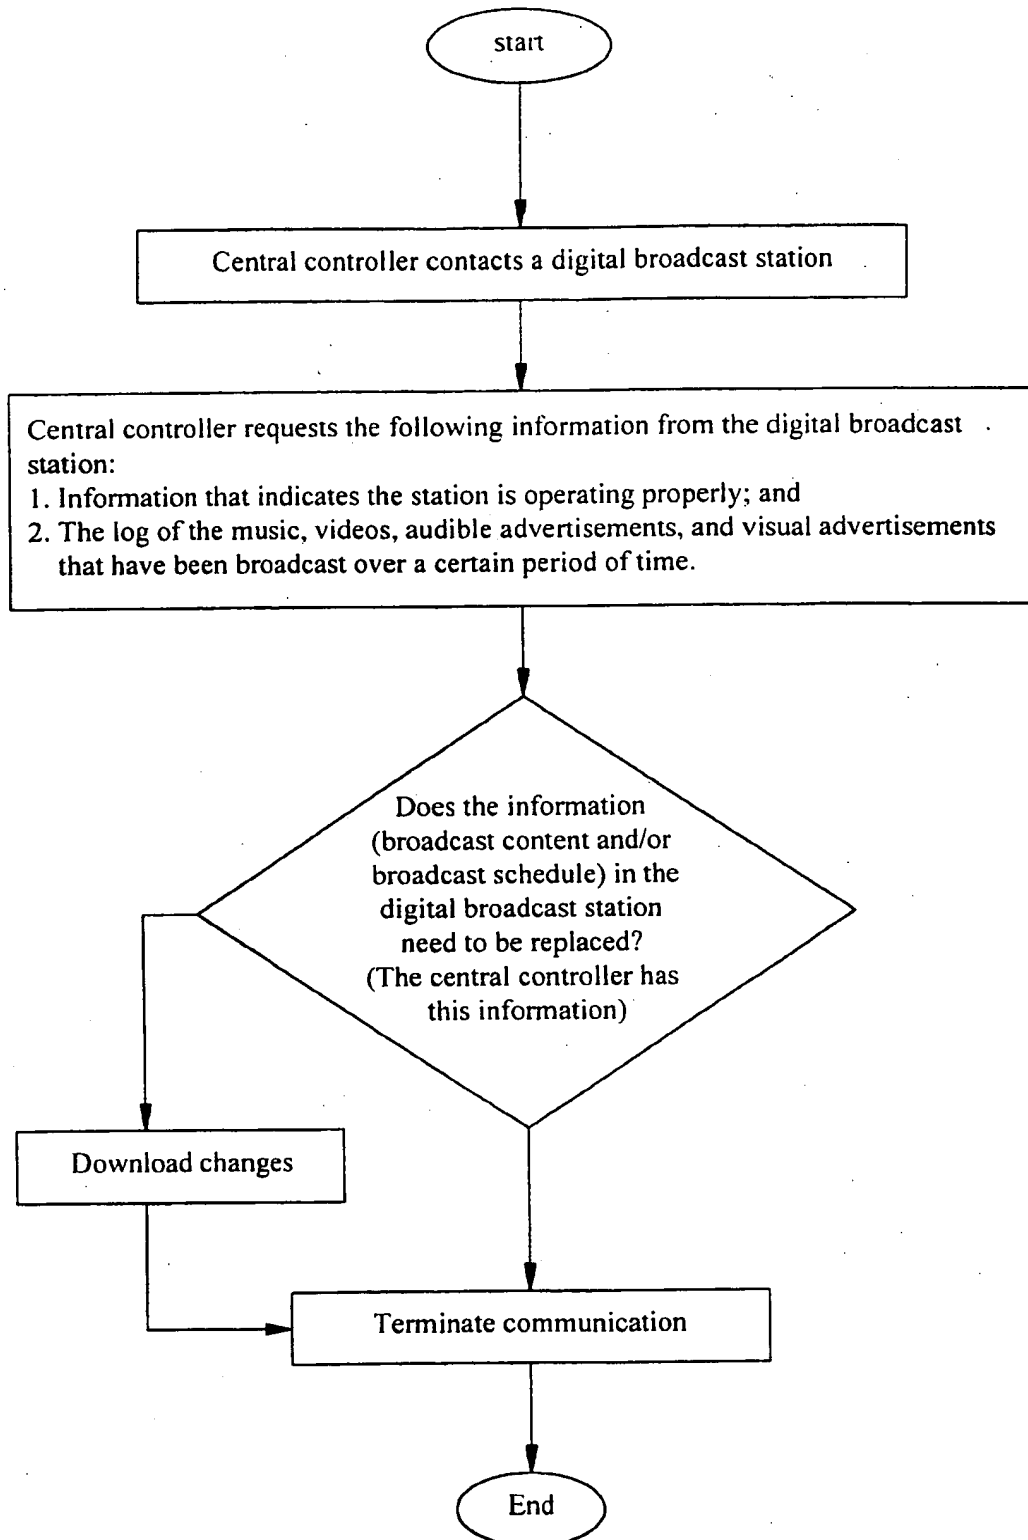 start
Central controller contacts a digital broadcast station
Central controller requests the following information from the digital broadcast
station:
1. Information that indicates the station is operating properly; and
2. The log of the music, videos, audible advertisements, and visual advertisements
that have been broadcast over a certain period of time.
Does the information
(broadcast content and/or
broadcast schedule) in the
digital broadcast station
need to be replaced?
(The central controller has
this information)
Download changes
Terminate communication
End